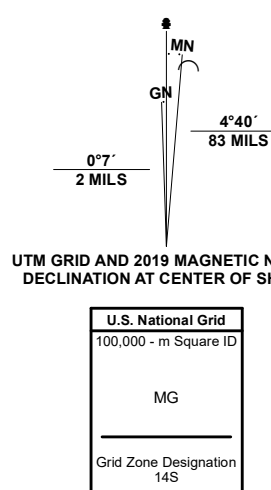 MN
GN
4°40´
83 MILS
0°7´
2 MILS
UTM GRID AND 2019 MAGNETIC N
DECLINATION AT CENTER OF SH
U.S. National Grid
100,000 - m Square ID
MG
Grid Zone Designation
14S